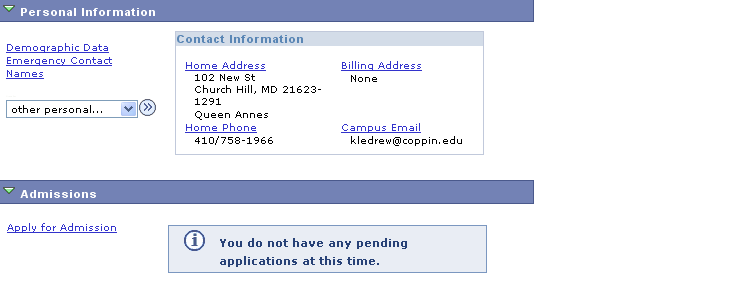 Personal Information
Demographic Data
Emergency Contact
Names
other personal...
Contact Information
Home Address
102 New St
Church Hill, MD 21623-
1291
Queen Annes
Billing Address
None
Home Phone
410/758-1966
Campus Email
kledrew@coppin.edu
Admissions
Apply for Admission
You do not have any pending
applications at this time.